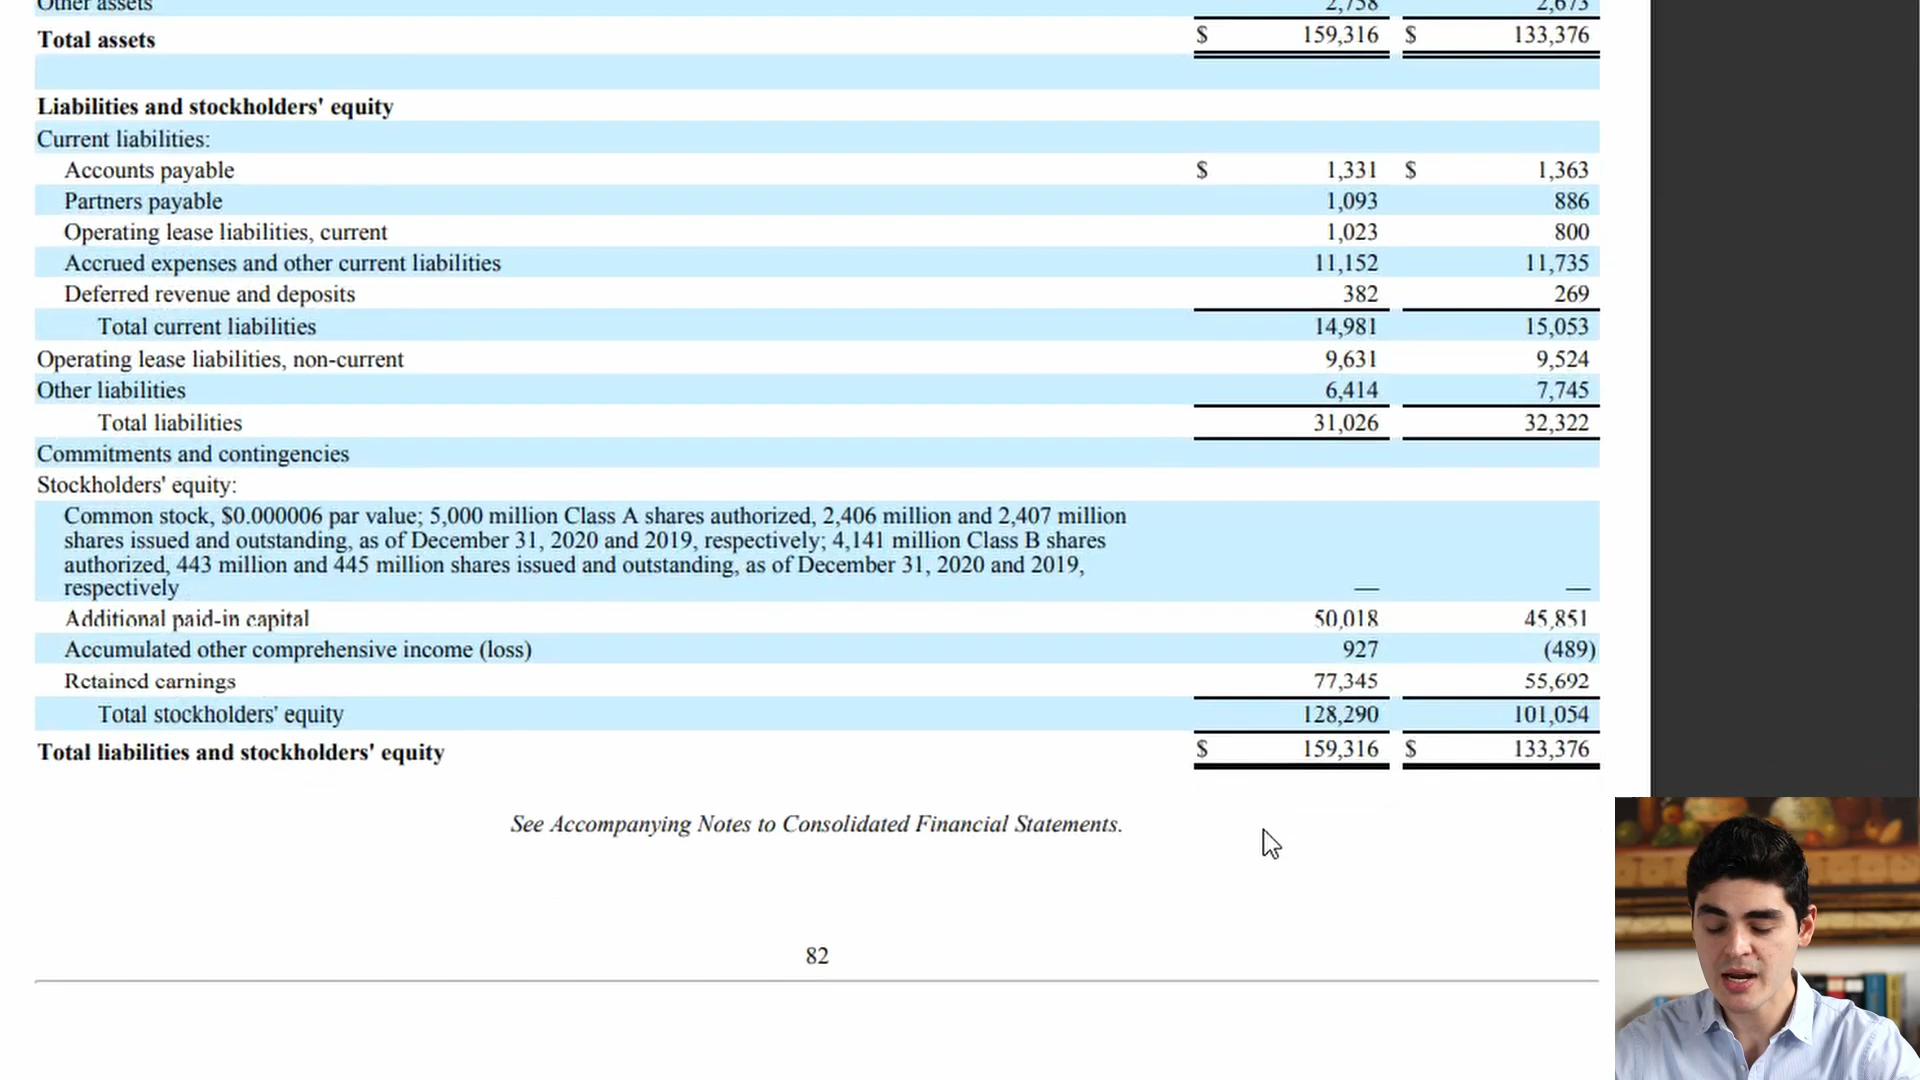 Other assets 2,758 2,673
Total assets $ 159,316 $ 133,376
Liabilities and stockholders' equity
Current liabilities:
Accounts payable $ 1,331 $ 1,363
Partners payable 1,093 886
Operating lease liabilities, current 1,023 800
Accrued expenses and other current liabilities 11,152 11,735
Deferred revenue and deposits 382 269
Total current liabilities 14,981 15,053
Operating lease liabilities, non-current 9,631 9,524
Other liabilities 6,414 7,745
Total liabilities 31,026 32,322
Commitments and contingencies
Stockholders' equity:
Common stock, $0.000006 par value; 5,000 million Class A shares authorized, 2,406 million and 2,407 million
shares issued and outstanding, as of December 31, 2020 and 2019, respectively; 4,141 million Class B shares
authorized, 443 million and 445 million shares issued and outstanding, as of December 31, 2020 and 2019,
respectively — —
Additional paid-in capital 50,018 45,851
Accumulated other comprehensive income (loss) 927 (489)
Retained earnings 77,345 55,692
Total stockholders' equity 128,290 101,054
Total liabilities and stockholders' equity $ 159,316 $ 133,376
See Accompanying Notes to Consolidated Financial Statements.
82